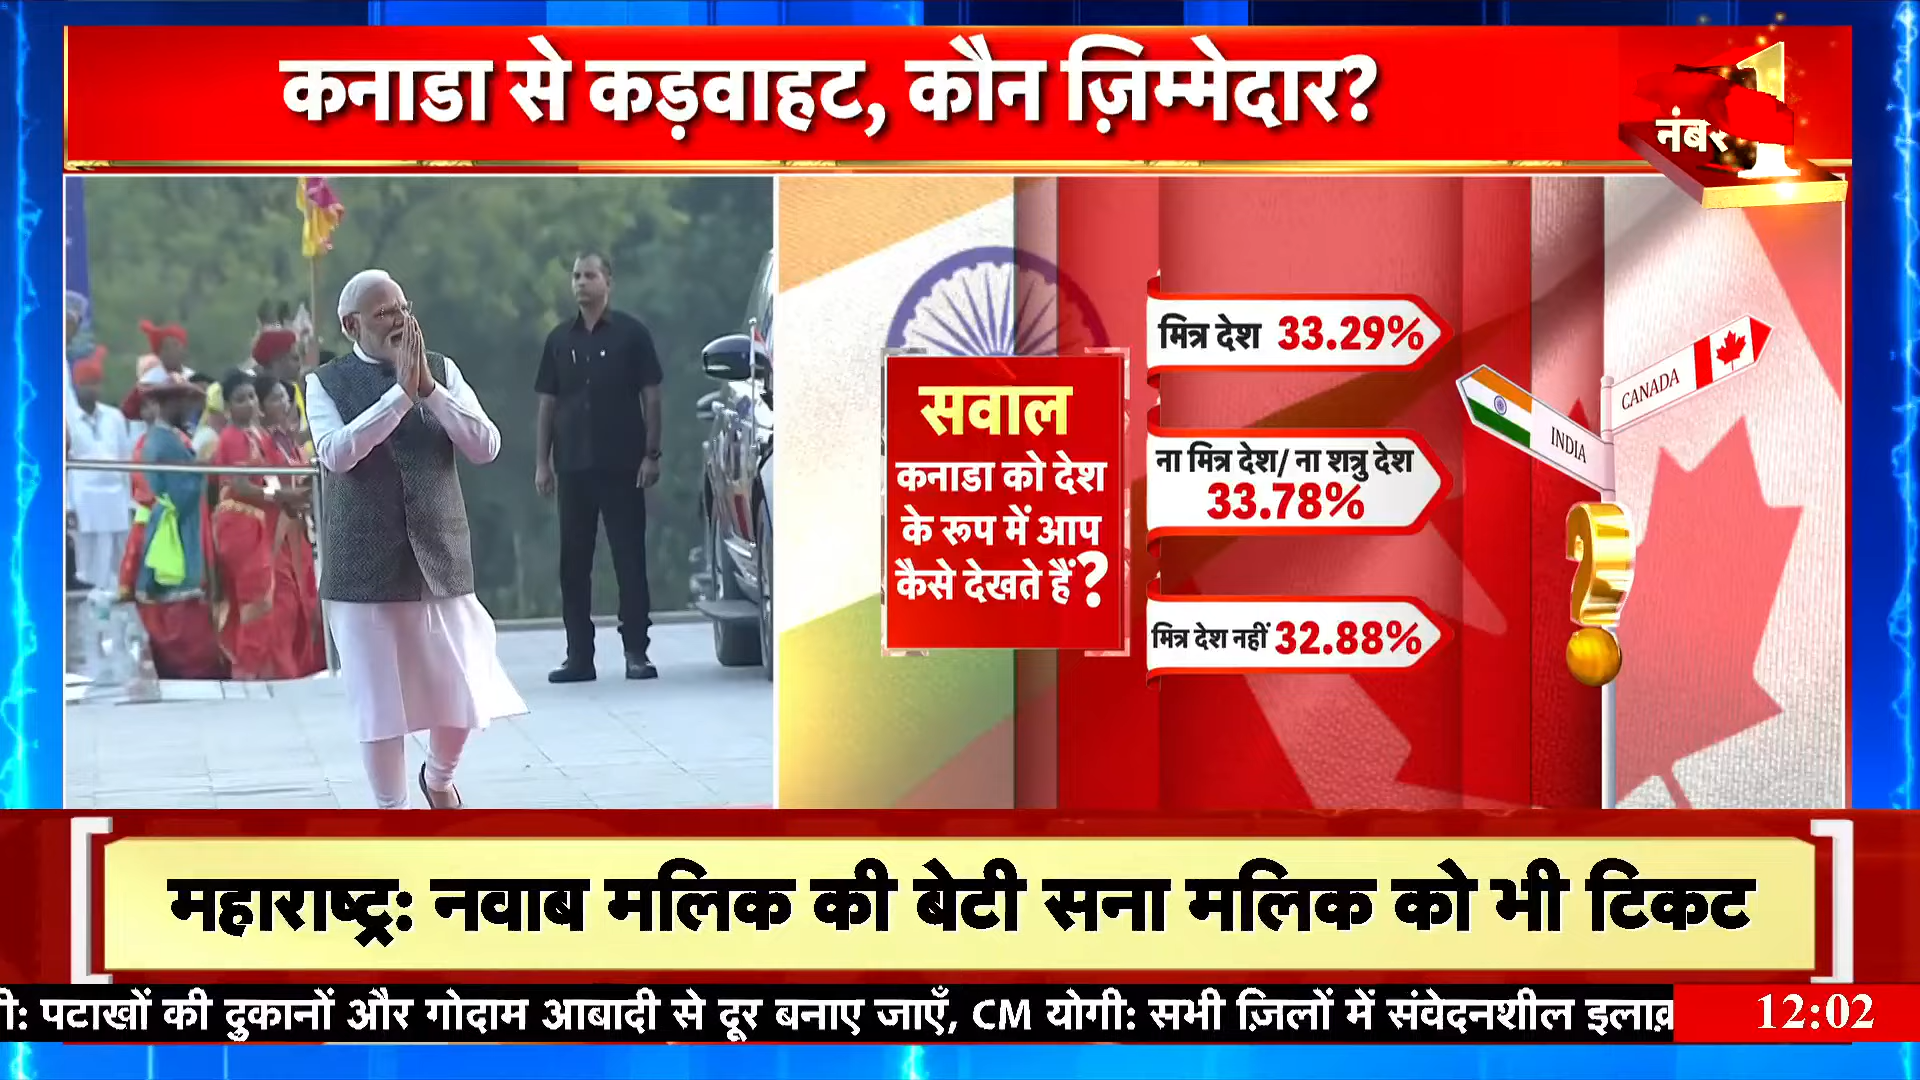 कनाडा से कड़वाहट, कौन ज़िम्मेदार?
नंबर 1
सवाल
कनाडा को देश
के रूप में आप
कैसे देखते हैं?
मित्र देश 33.29%
ना मित्र देश/ ना शत्रु देश
33.78%
मित्र देश नहीं 32.88%
CANADA
INDIA
महाराष्ट्र: नवाब मलिक की बेटी सना मलिक को भी टिकट
पटाखों की दुकानों और गोदाम आबादी से दूर बनाए जाएँ, CM योगी: सभी ज़िलों में संवेदनशील
12:02